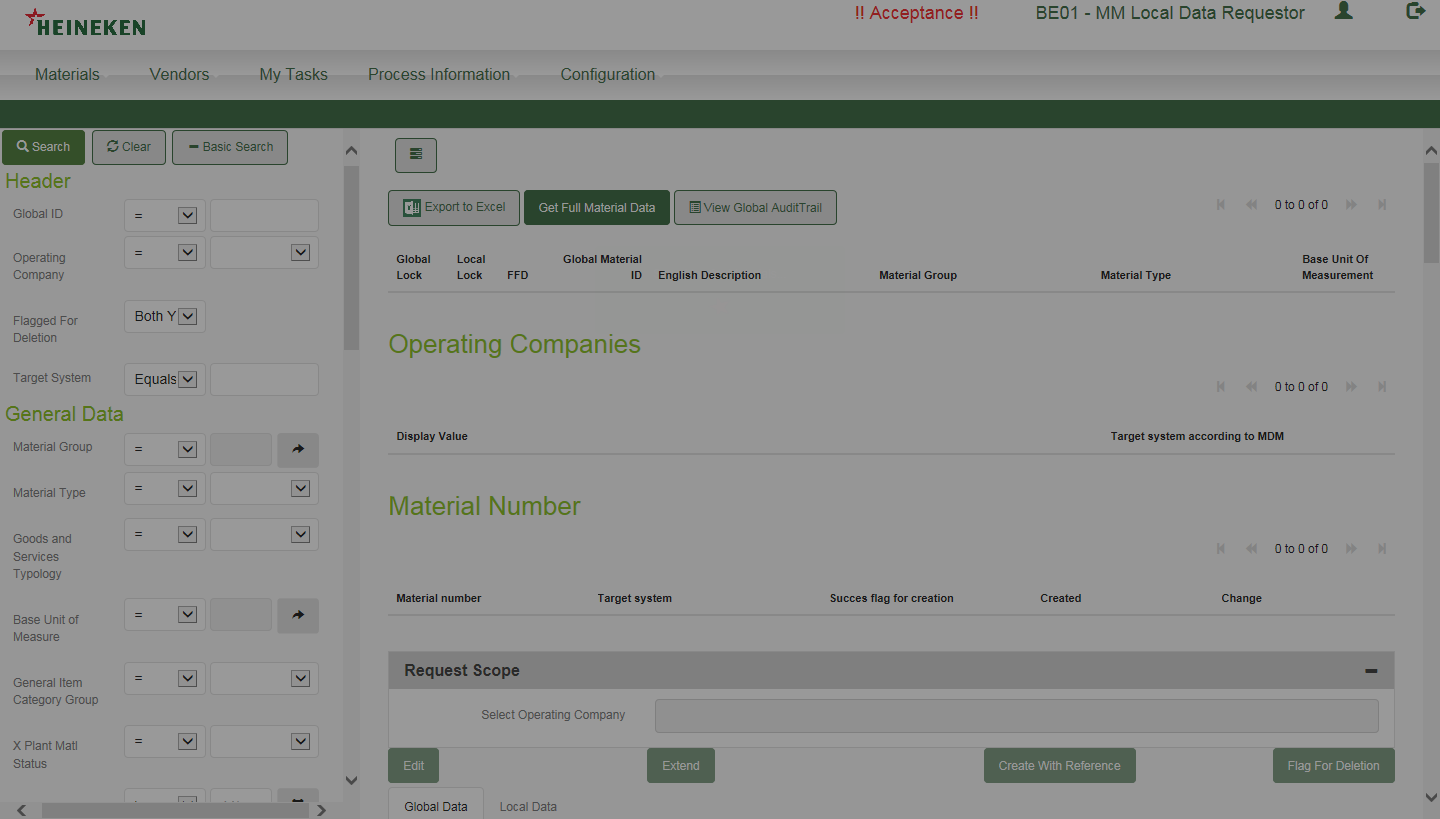 HEINEKEN
!! Acceptance !!
BE01 - MM Local Data Requestor
Materials Vendors My Tasks Process Information Configuration
Search Clear Basic Search
Header
Global ID =
Operating
Company =
Flagged For
Deletion Both Y
Target System Equals
General Data
Material Group =
Material Type =
Goods and
Services
Typology =
Base Unit of
Measure =
General Item
Category Group =
X Plant Matl
Status =
Export to Excel Get Full Material Data View Global AuditTrail 0 to 0 of 0
Global
Lock Local
Lock FFD Global Material
ID English Description Material Group Material Type Base Unit Of
Measurement
Operating Companies
0 to 0 of 0
Display Value Target system according to MDM
Material Number
0 to 0 of 0
Material number Target system Succes flag for creation Created Change
Request Scope
Select Operating Company
Edit Extend Create With Reference Flag For Deletion
Global Data Local Data